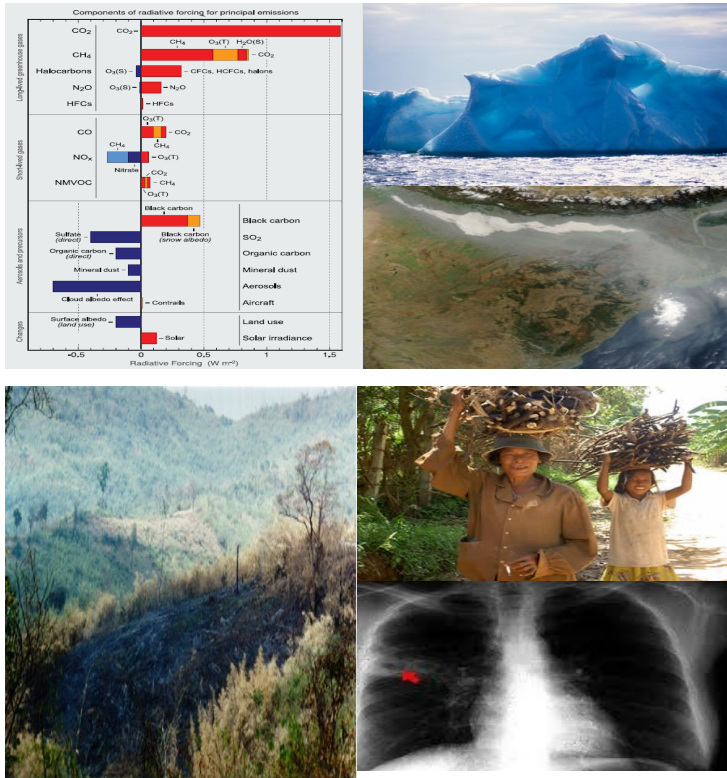 Components of radiative forcing for principal emissions
Long-lived greenhouse gases
CO₂
CO₂
CH₄
CH₄ O₃(T) H₂O(S)
CO₂
Halocarbons
O₃(S)
CFCs, HCFCs, halons
N₂O
O₃(S)
N₂O
HFCs
HFCs
Short-lived gases
CO
O₃(T)
CO₂
CH₄
NOₓ
CH₄
O₃(T)
Nitrate
NMVOC
CO₂
CH₄
O₃(T)
Aerosols and precursors
Black carbon
Black carbon
Black carbon
(snow albedo)
Sulfate
(direct)
SO₂
Organic carbon
(direct)
Organic carbon
Mineral dust
Mineral dust
Aerosols
Cloud albedo effect
Contrails
Aircraft
Changes
Surface albedo
(land use)
Land use
Solar
Solar irradiance
-0.5 0 0.5 1 1.5
Radiative Forcing (W m⁻²)